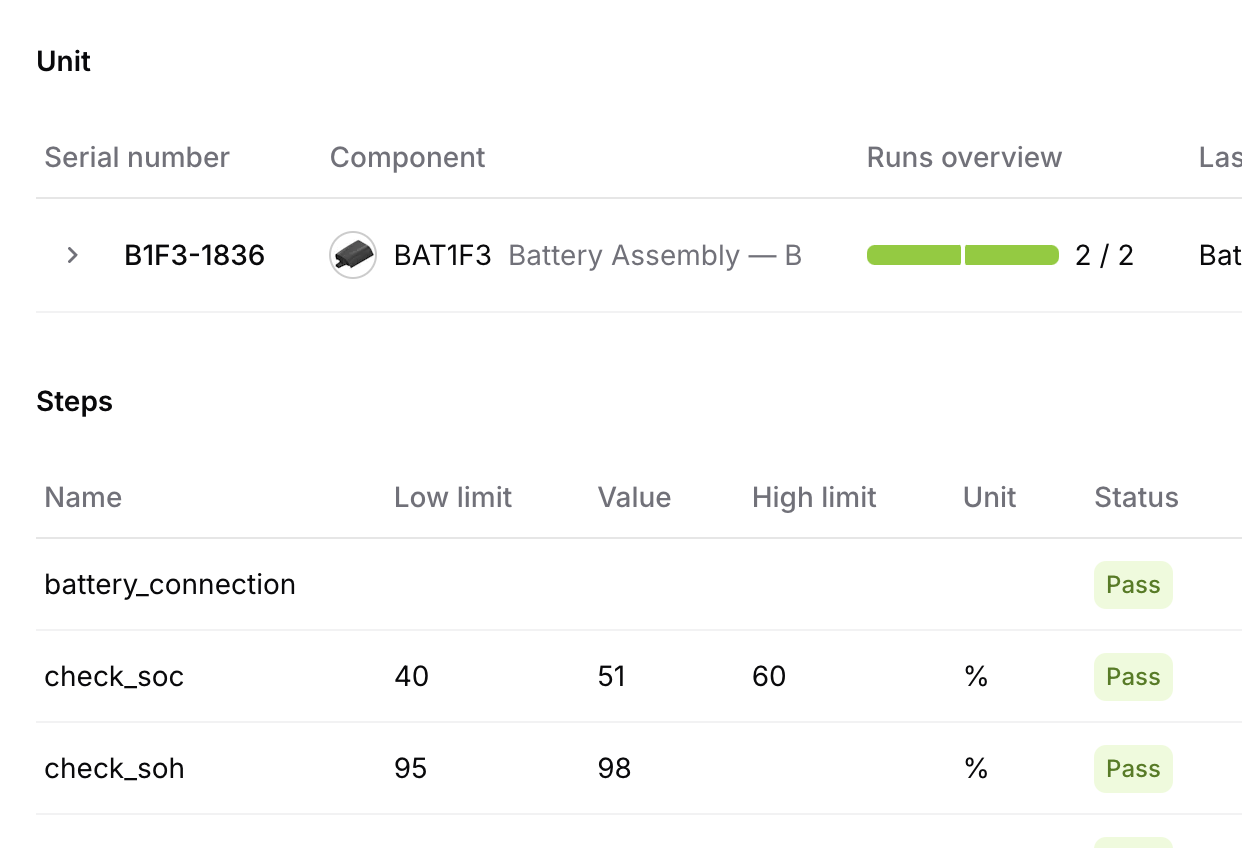 Unit
Serial number Component Runs overview Las
B1F3-1836 BAT1F3 Battery Assembly — B 2 / 2 Bat
Steps
Name Low limit Value High limit Unit Status
battery_connection Pass
check_soc 40 51 60 % Pass
check_soh 95 98 % Pass